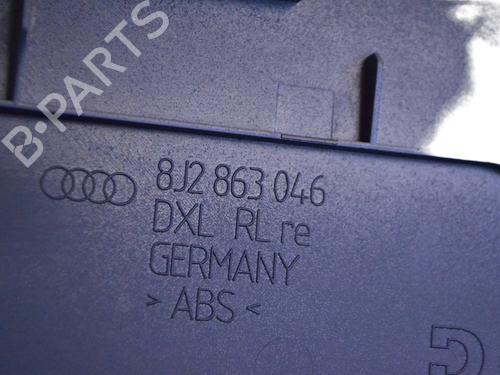 B-PARTS
8J2 863 046
DXL RL re
GERMANY
> ABS <